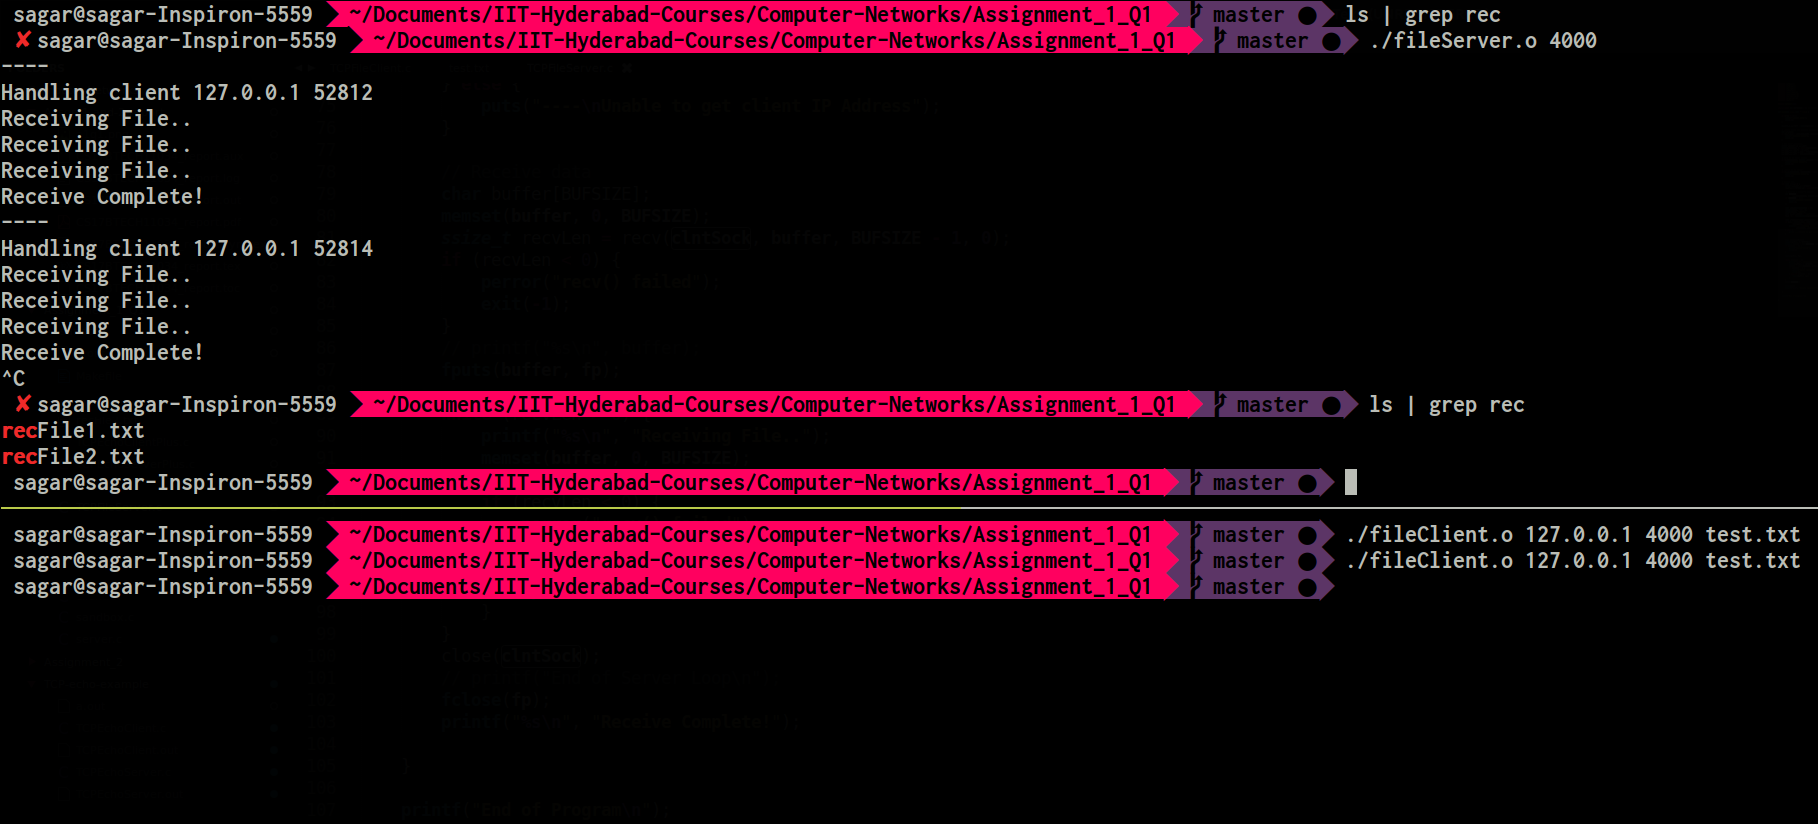 sagar@sagar-Inspiron-5559 ~/Documents/IIT-Hyderabad-Courses/Computer-Networks/Assignment_1_Q1 master ● ls | grep rec
✘ sagar@sagar-Inspiron-5559 ~/Documents/IIT-Hyderabad-Courses/Computer-Networks/Assignment_1_Q1 master ● ./fileServer.o 4000
----
Handling client 127.0.0.1 52812
Receiving File..
Receiving File..
Receiving File..
Receive Complete!
----
Handling client 127.0.0.1 52814
Receiving File..
Receiving File..
Receiving File..
Receive Complete!
^C
✘ sagar@sagar-Inspiron-5559 ~/Documents/IIT-Hyderabad-Courses/Computer-Networks/Assignment_1_Q1 master ● ls | grep rec
recFile1.txt
recFile2.txt
sagar@sagar-Inspiron-5559 ~/Documents/IIT-Hyderabad-Courses/Computer-Networks/Assignment_1_Q1 master ●
sagar@sagar-Inspiron-5559 ~/Documents/IIT-Hyderabad-Courses/Computer-Networks/Assignment_1_Q1 master ● ./fileClient.o 127.0.0.1 4000 test.txt
sagar@sagar-Inspiron-5559 ~/Documents/IIT-Hyderabad-Courses/Computer-Networks/Assignment_1_Q1 master ● ./fileClient.o 127.0.0.1 4000 test.txt
sagar@sagar-Inspiron-5559 ~/Documents/IIT-Hyderabad-Courses/Computer-Networks/Assignment_1_Q1 master ●